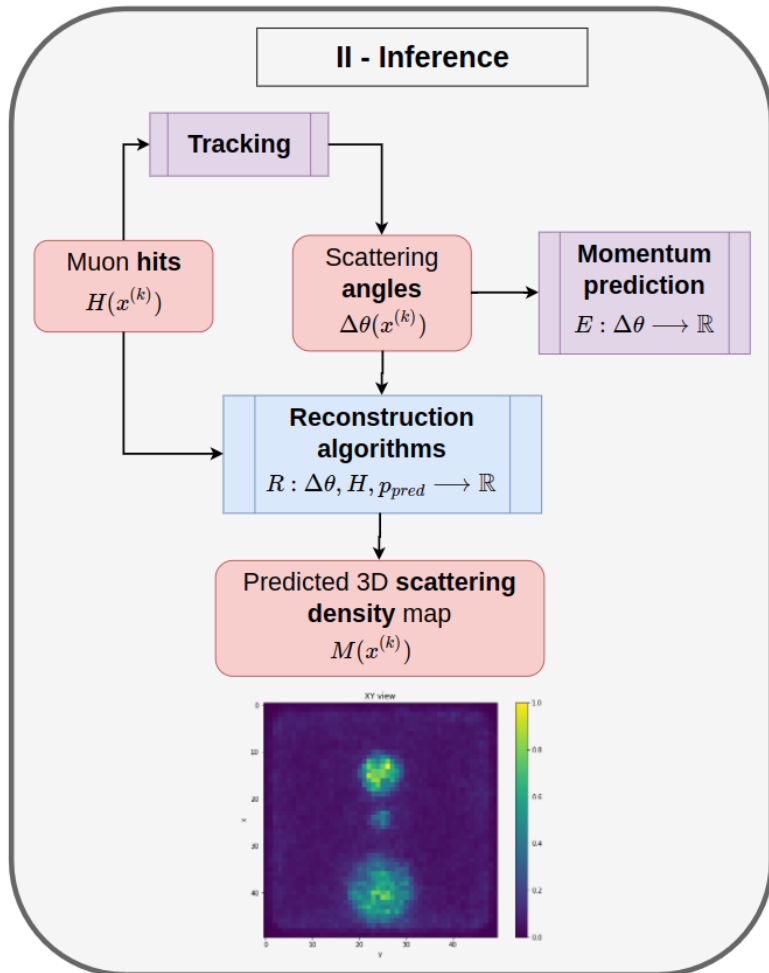 II - Inference
Tracking
Muon hits
H(x^{(k)})
Scattering
angles
Δθ(x^{(k)})
Momentum
prediction
E : Δθ ⟶ ℝ
Reconstruction
algorithms
R : Δθ, H, p_{pred} ⟶ ℝ
Predicted 3D scattering
density map
M(x^{(k)})
XY view
0
10
20
30
40
x
0 10 20 30 40
y
1.0
0.8
0.6
0.4
0.2
0.0